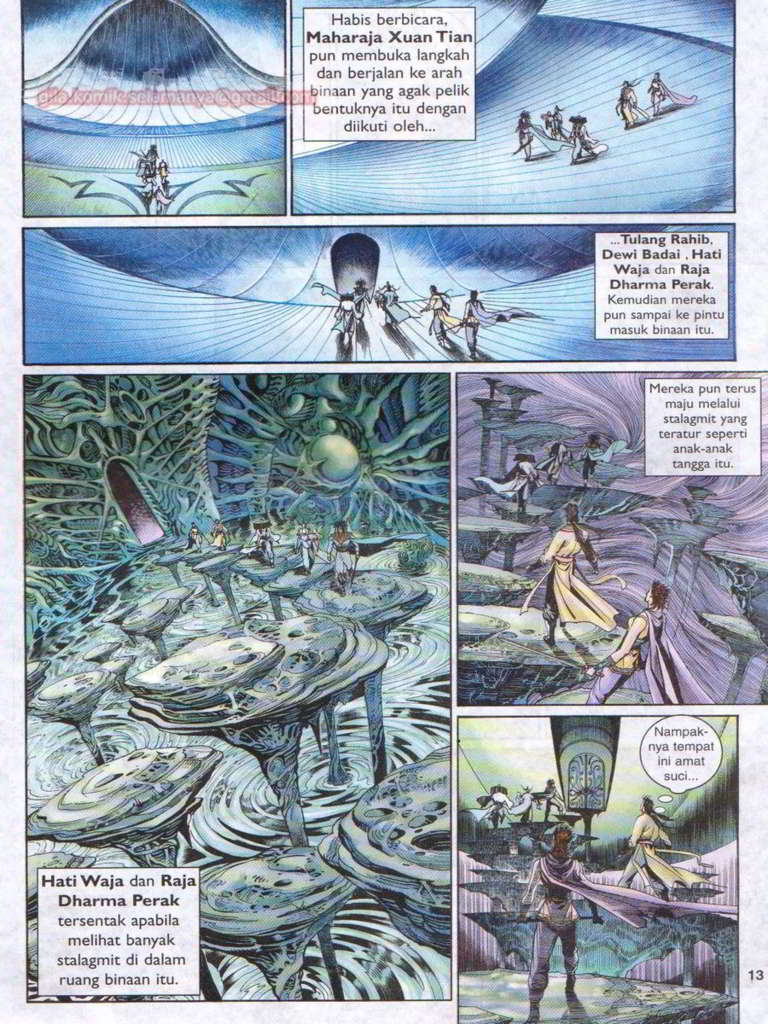 Habis berbicara,
Maharaja Xuan Tian
pun membuka langkah
dan berjalan ke arah
binaan yang agak pelik
bentuknya itu dengan
diikuti oleh...
...Tulang Rahib,
Dewi Badai , Hati
Waja dan Raja
Dharma Perak.
Kemudian mereka
pun sampai ke pintu
masuk binaan itu.
Mereka pun terus
maju melalui
stalagmit yang
teratur seperti
anak-anak
tangga itu.
Hati Waja dan Raja
Dharma Perak
tersentak apabila
melihat banyak
stalagmit di dalam
ruang binaan itu.
Nampak-
nya tempat
ini amat
suci...
13